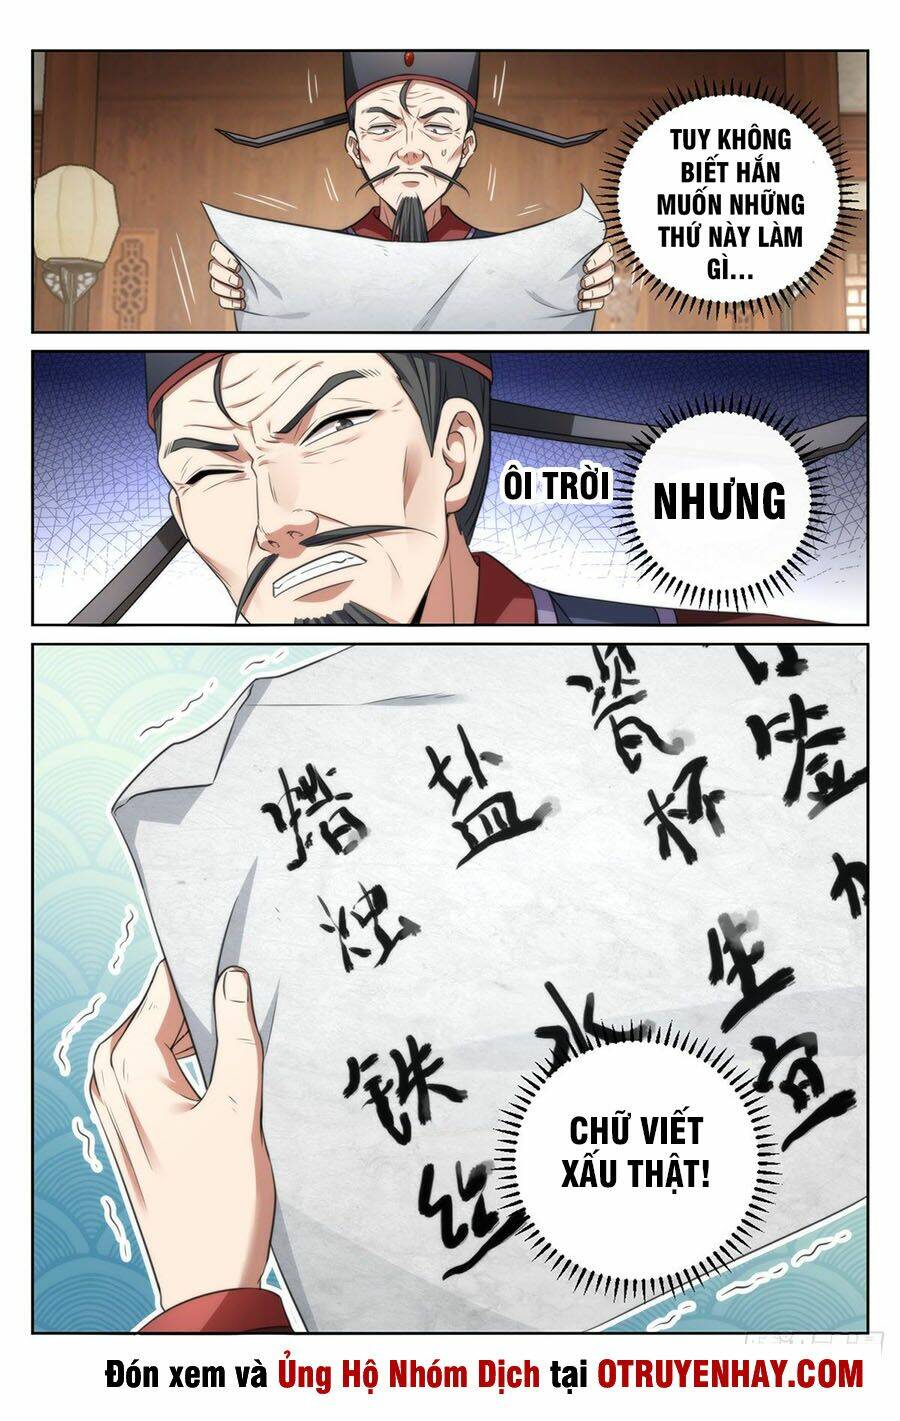 TUY KHÔNG
BIẾT HẮN
MUỐN NHỮNG
THỨ NÀY LÀM
GÌ...
ÔI TRỜI
NHƯNG
瓷
杯
盐
蜡
烛
生
水
铁
丝
CHỮ VIẾT
XẤU THẬT!
Đón xem và Ủng Hộ Nhóm Dịch tại OTRUYENHAY.COM